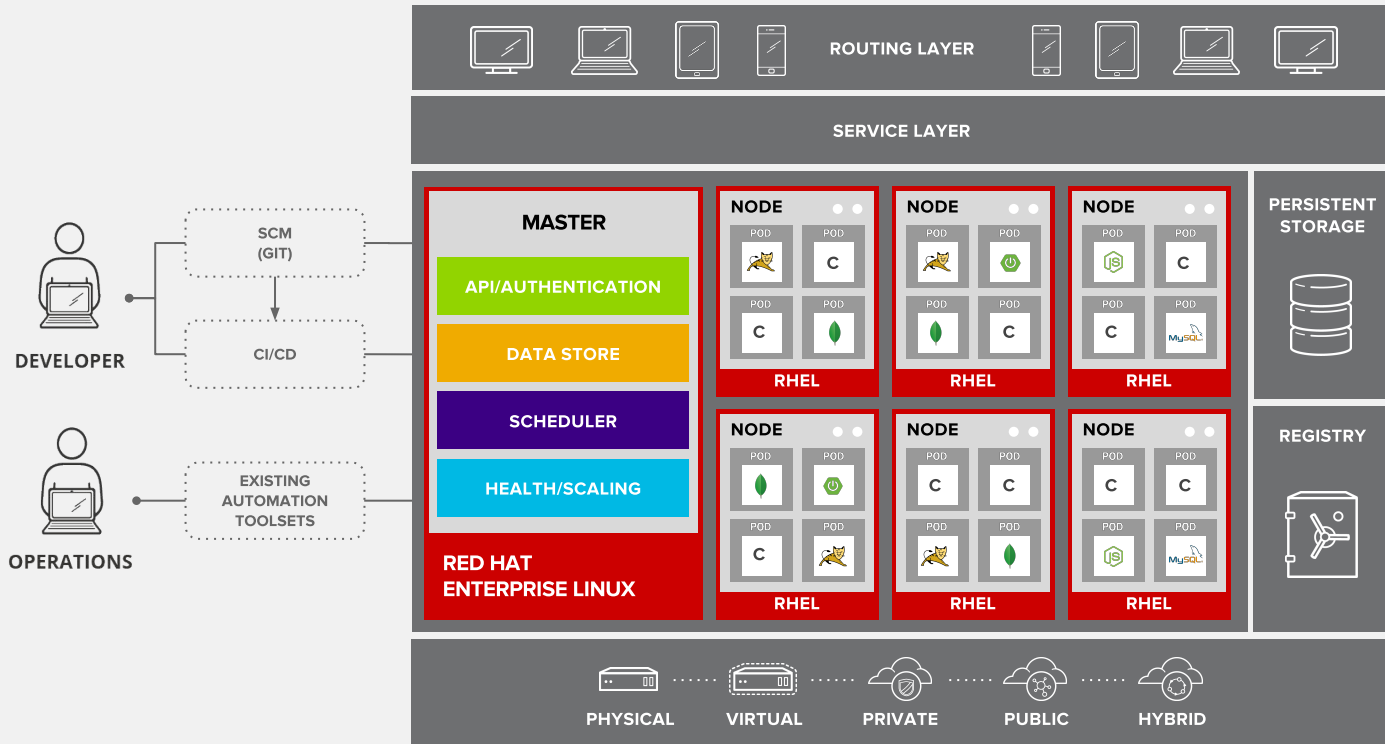 ROUTING LAYER
SERVICE LAYER
SCM
(GIT)
CI/CD
DEVELOPER
EXISTING
AUTOMATION
TOOLSETS
OPERATIONS
MASTER
API/AUTHENTICATION
DATA STORE
SCHEDULER
HEALTH/SCALING
RED HAT
ENTERPRISE LINUX
NODE
POD
POD
C
POD
POD
C
RHEL
NODE
POD
POD
POD
POD
C
RHEL
NODE
POD
POD
JS
C
POD
POD
C
MySQL
RHEL
NODE
POD
POD
POD
POD
C
RHEL
NODE
POD
POD
C
C
POD
POD
RHEL
NODE
POD
POD
C
C
POD
POD
JS
MySQL
RHEL
PERSISTENT
STORAGE
REGISTRY
PHYSICAL
VIRTUAL
PRIVATE
PUBLIC
HYBRID